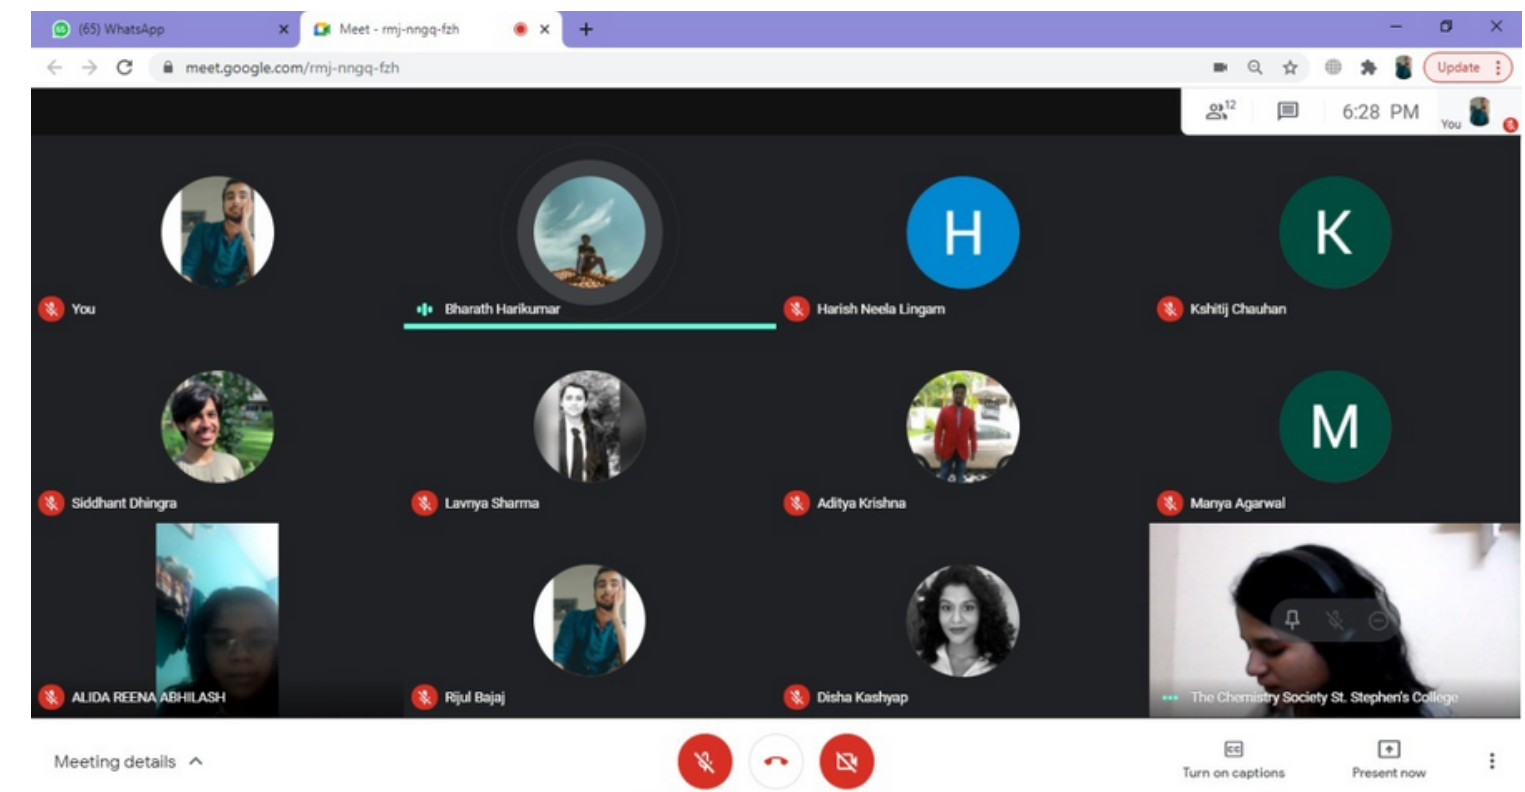 65 (65) WhatsApp
Meet - rmj-nngq-fzh
meet.google.com/rmj-nngq-fzh
Update
12
6:28 PM
You
H
K
You
Bharath Harikumar
Harish Neela Lingam
Kshitij Chauhan
M
Siddhant Dhingra
Lavnya Sharma
Aditya Krishna
Manya Agarwal
ALIDA REENA ABHILASH
Rijul Bajaj
Disha Kashyap
The Chemistry Society St. Stephen's College
Meeting details
CC
Turn on captions
Present now